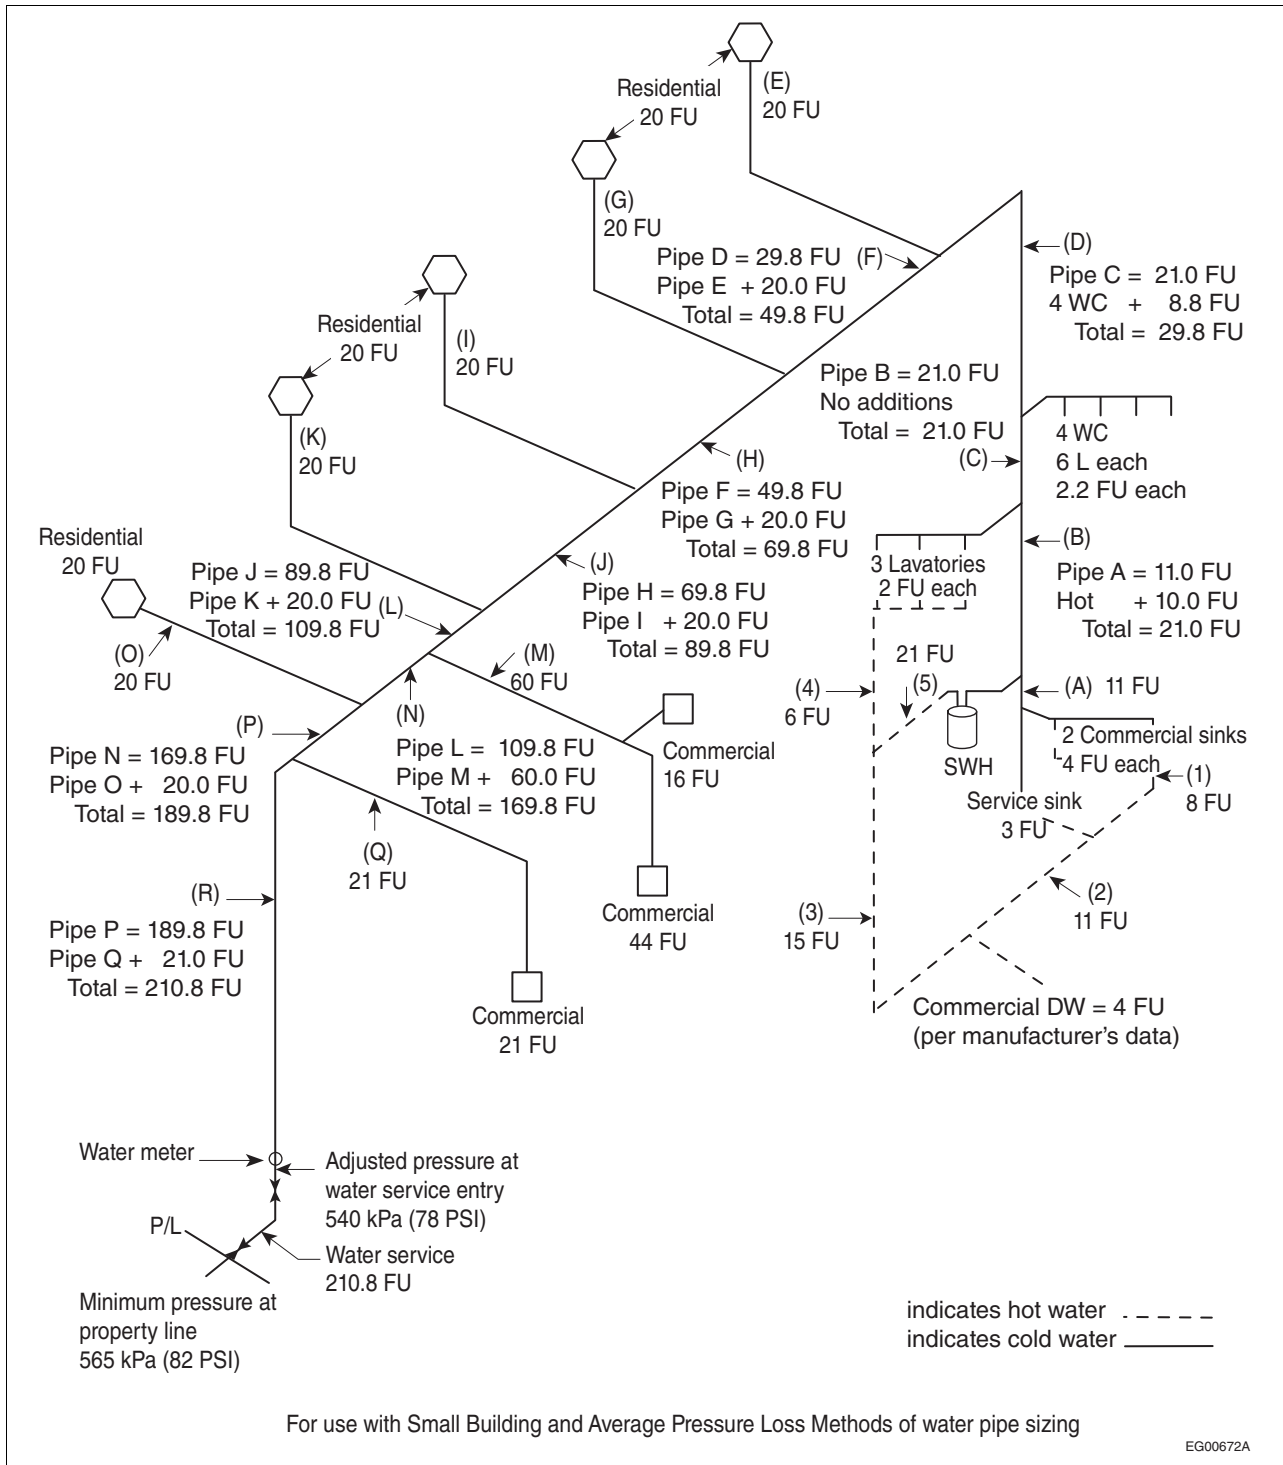 (E)
20 FU
Residential
20 FU
(G)
20 FU
Pipe D = 29.8 FU (F)
Pipe E + 20.0 FU
Total = 49.8 FU
(D)
Pipe C = 21.0 FU
4 WC + 8.8 FU
Total = 29.8 FU
Residential
20 FU
(I)
20 FU
(K)
20 FU
Pipe B = 21.0 FU
No additions
Total = 21.0 FU
(C)
4 WC
6 L each
2.2 FU each
(H)
Pipe F = 49.8 FU
Pipe G + 20.0 FU
Total = 69.8 FU
(B)
Pipe A = 11.0 FU
Hot + 10.0 FU
Total = 21.0 FU
3 Lavatories
2 FU each
Residential
20 FU
Pipe J = 89.8 FU
Pipe K + 20.0 FU
Total = 109.8 FU
(L)
(J)
Pipe H = 69.8 FU
Pipe I + 20.0 FU
Total = 89.8 FU
(O)
20 FU
(M)
60 FU
21 FU
(5)
(4)
6 FU
(A) 11 FU
SWH
2 Commercial sinks
4 FU each
(1)
8 FU
Service sink
3 FU
(P)
Pipe N = 169.8 FU
Pipe O + 20.0 FU
Total = 189.8 FU
(N)
Pipe L = 109.8 FU
Pipe M + 60.0 FU
Total = 169.8 FU
Commercial
16 FU
(Q)
21 FU
(R)
Pipe P = 189.8 FU
Pipe Q + 21.0 FU
Total = 210.8 FU
Commercial
44 FU
(2)
11 FU
(3)
15 FU
Commercial
21 FU
Commercial DW = 4 FU
(per manufacturer's data)
Water meter
Adjusted pressure at
water service entry
540 kPa (78 PSI)
P/L
Water service
210.8 FU
Minimum pressure at
property line
565 kPa (82 PSI)
indicates hot water
indicates cold water
For use with Small Building and Average Pressure Loss Methods of water pipe sizing
EG00672A